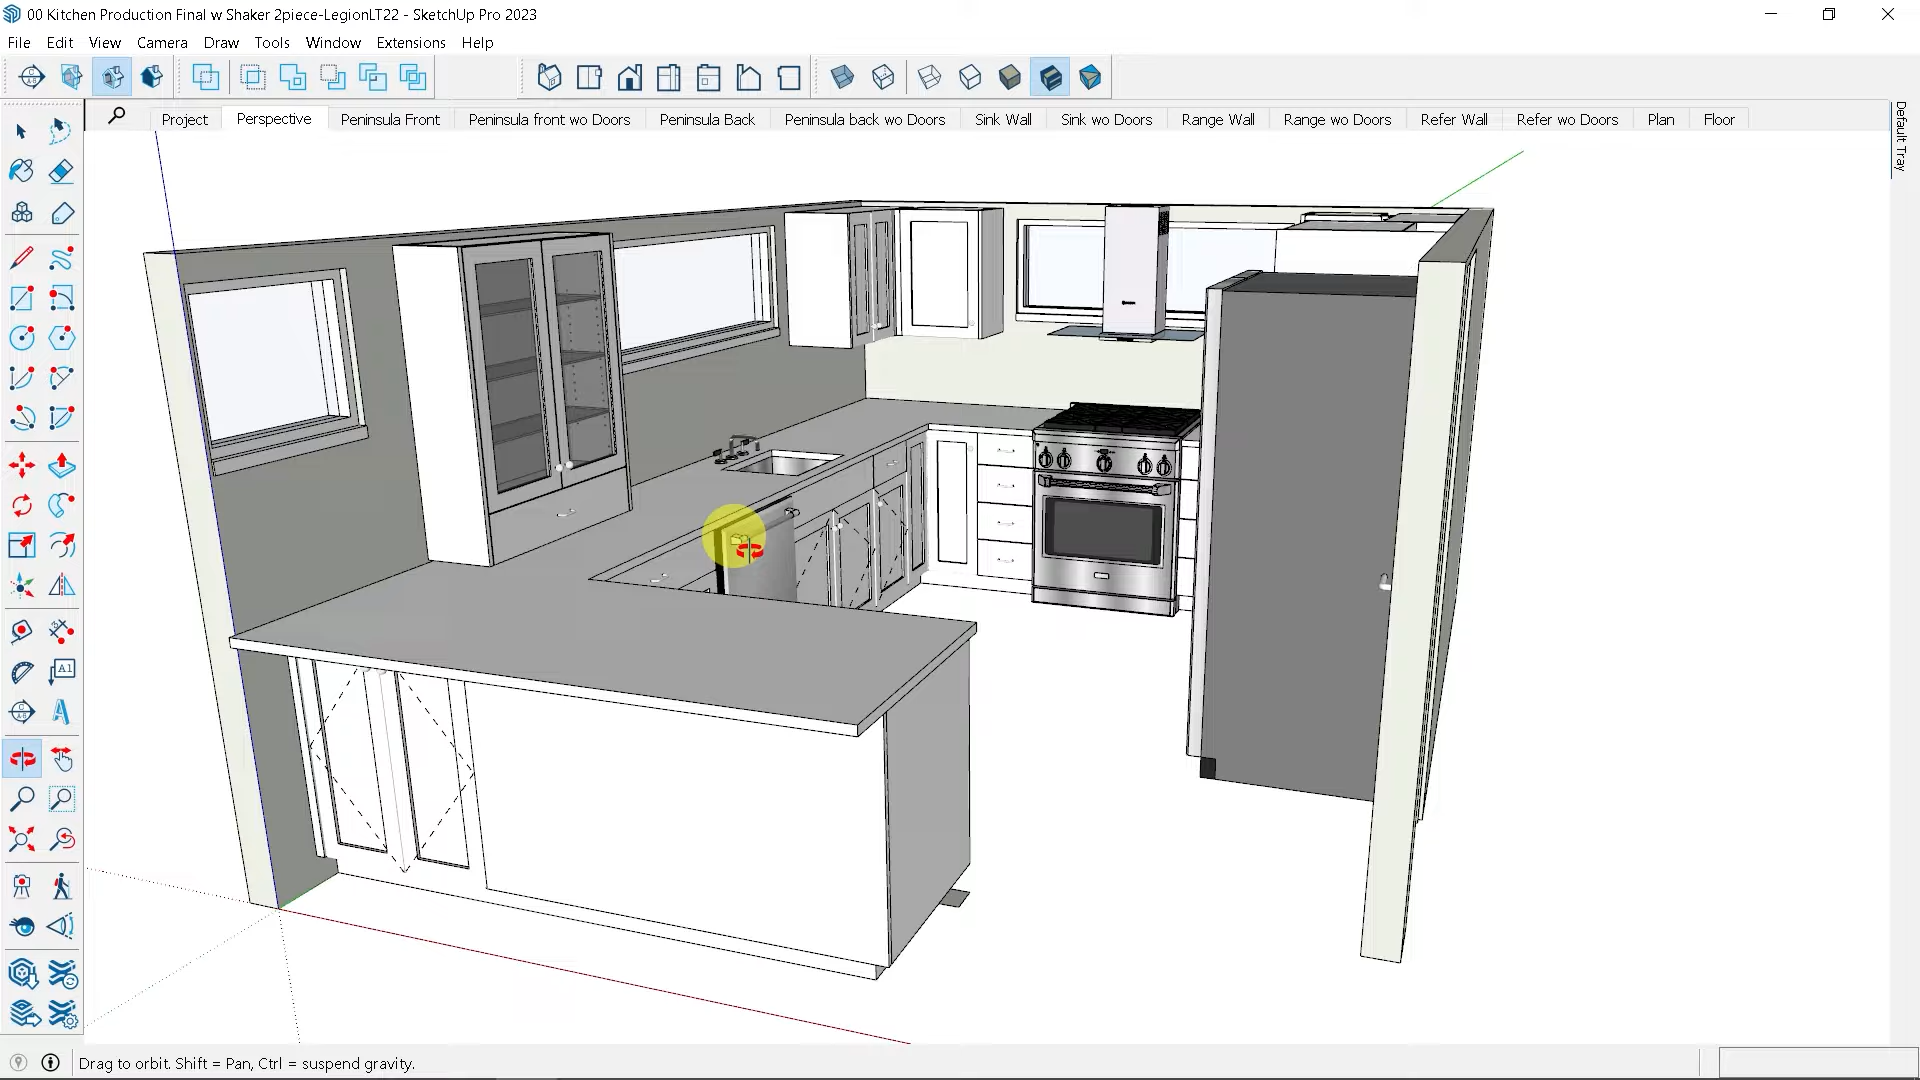 00 Kitchen Production Final w Shaker 2piece-LegionLT22 - SketchUp Pro 2023
File Edit View Camera Draw Tools Window Extensions Help
Project Perspective Peninsula Front Peninsula front wo Doors Peninsula Back Peninsula back wo Doors Sink Wall Sink wo Doors Range Wall Range wo Doors Refer Wall Refer wo Doors Plan Floor
Default Tray
A1
Drag to orbit. Shift = Pan, Ctrl = suspend gravity.